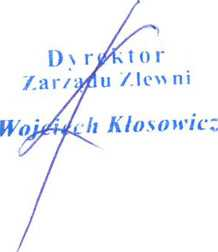 Dyrektor
Zarządu Zlewni
Wojciech Kłosowicz